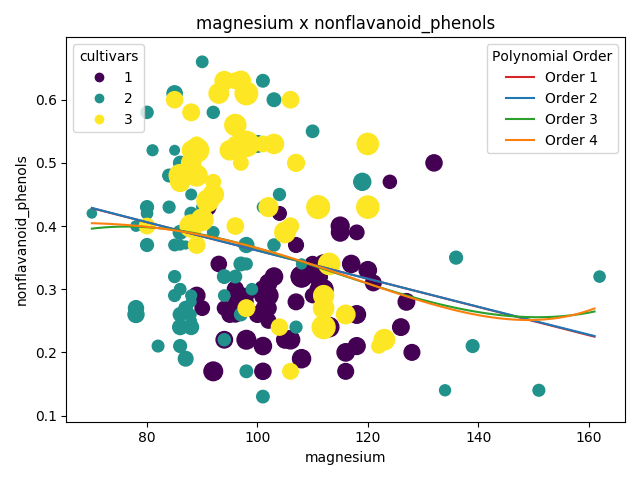 magnesium x nonflavanoid_phenols
cultivars
1
2
3
Polynomial Order
Order 1
Order 2
Order 3
Order 4
nonflavanoid_phenols
0.6
0.5
0.4
0.3
0.2
0.1
80 100 120 140 160
magnesium